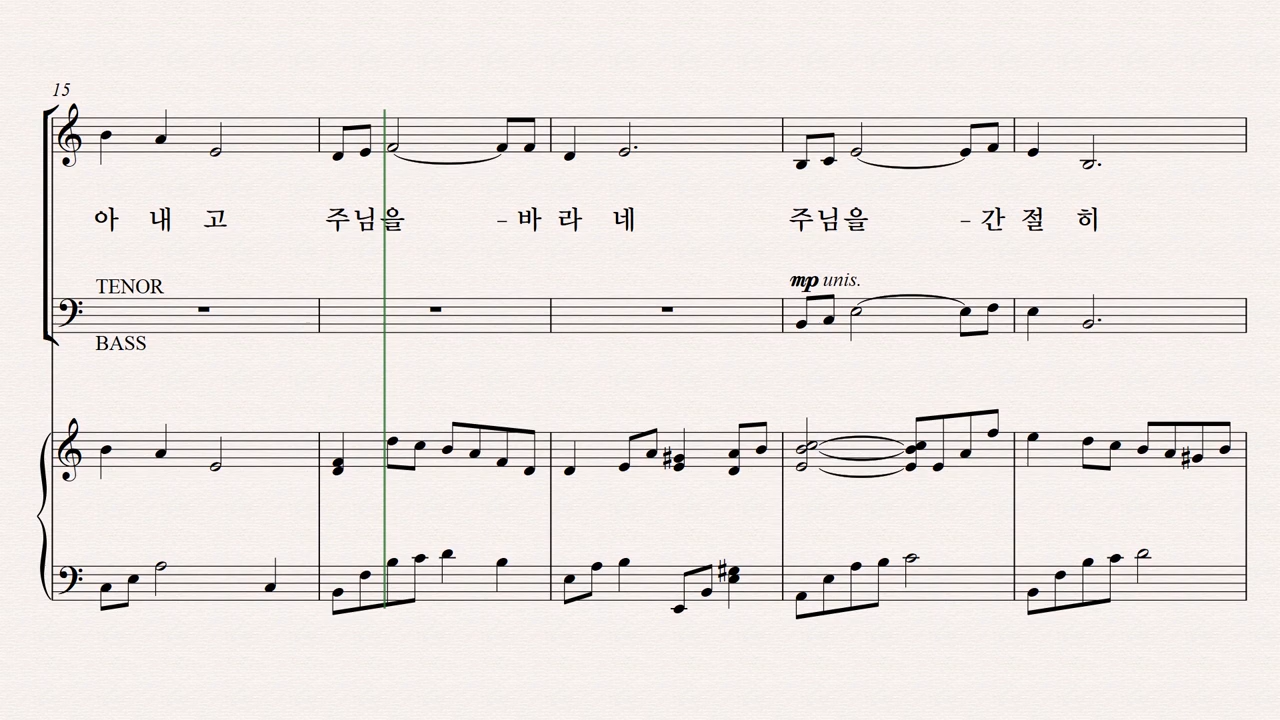 15
아 내 고 주님을 - 바 라 네 주님을 - 간 절 히
TENOR
mp unis.
BASS